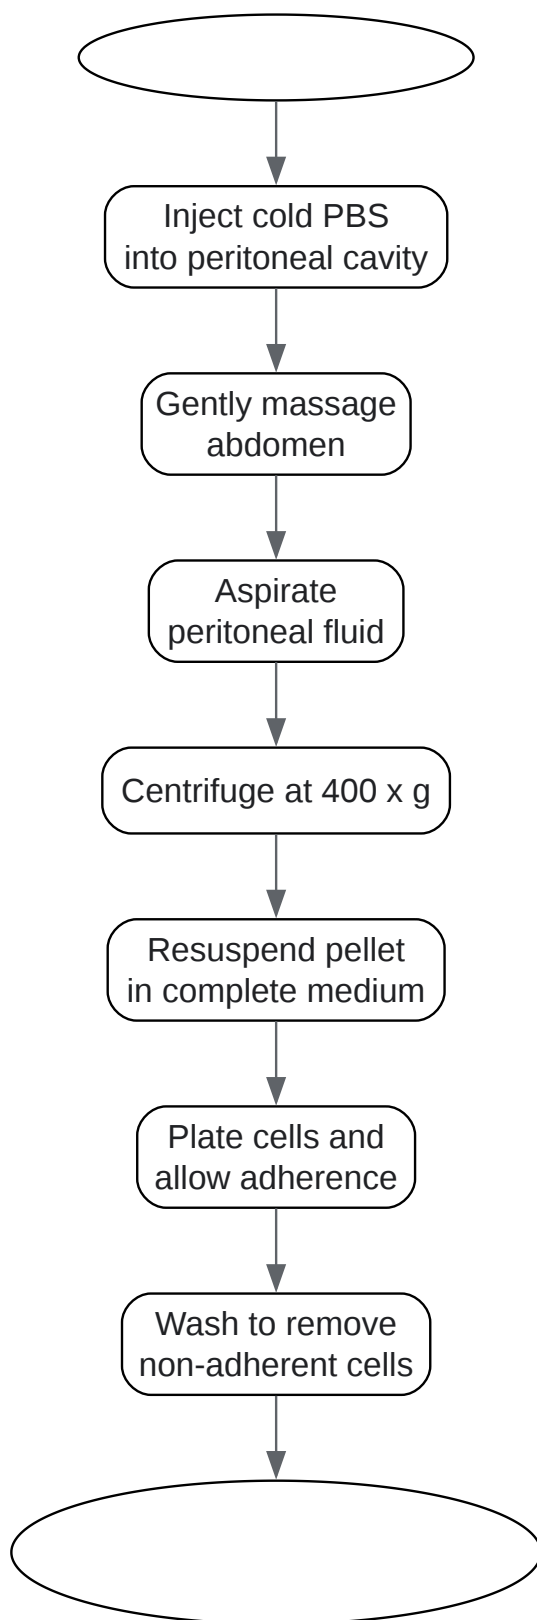 Inject cold PBS
into peritoneal cavity
Gently massage
abdomen
Aspirate
peritoneal fluid
Centrifuge at 400 x g
Resuspend pellet
in complete medium
Plate cells and
allow adherence
Wash to remove
non-adherent cells